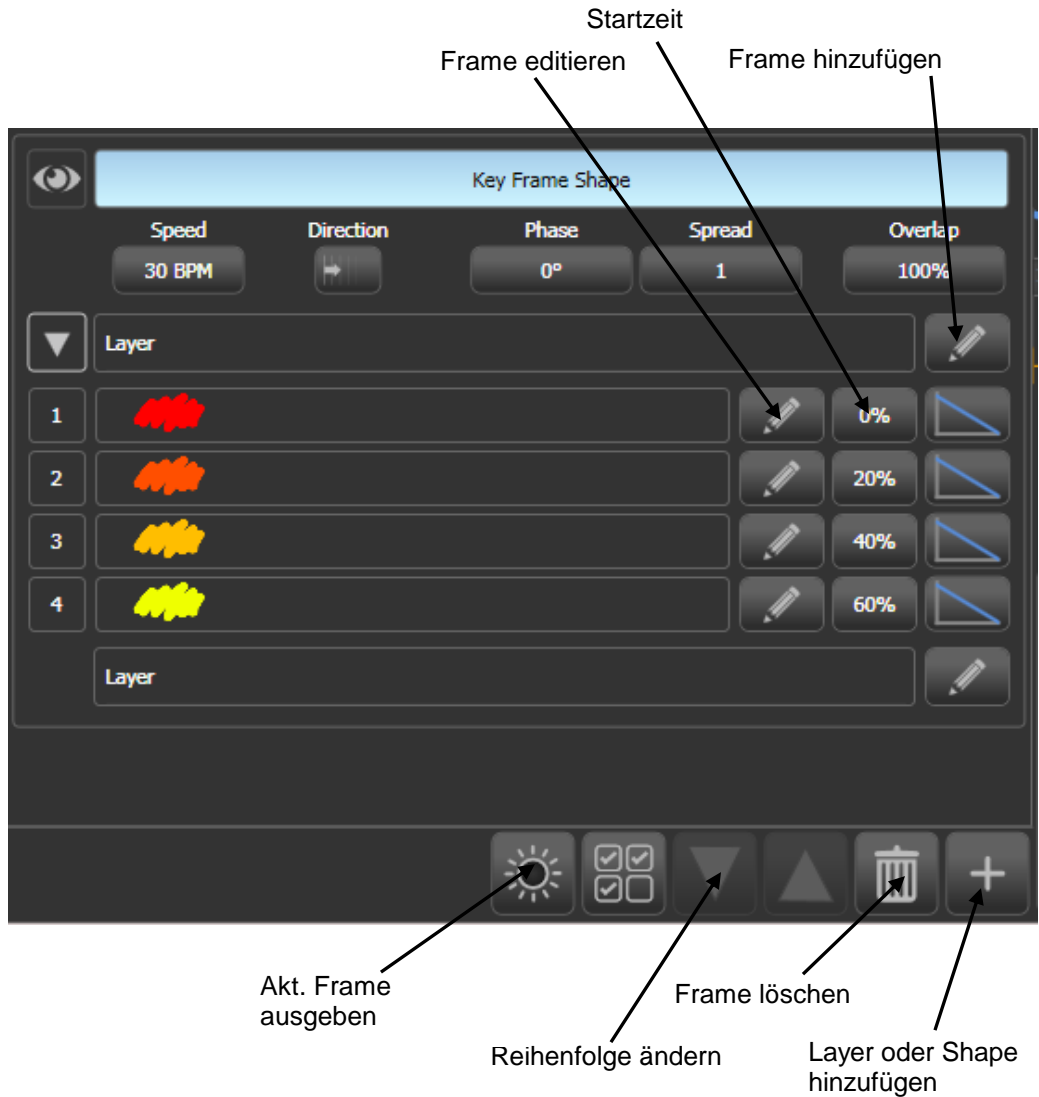 Startzeit
Frame editieren
Frame hinzufügen
Key Frame Shape
Speed Direction Phase Spread Overlap
30 BPM 0° 1 100%
Layer
1 0%
2 20%
3 40%
4 60%
Layer
Akt. Frame
ausgeben
Frame löschen
Reihenfolge ändern
Layer oder Shape
hinzufügen